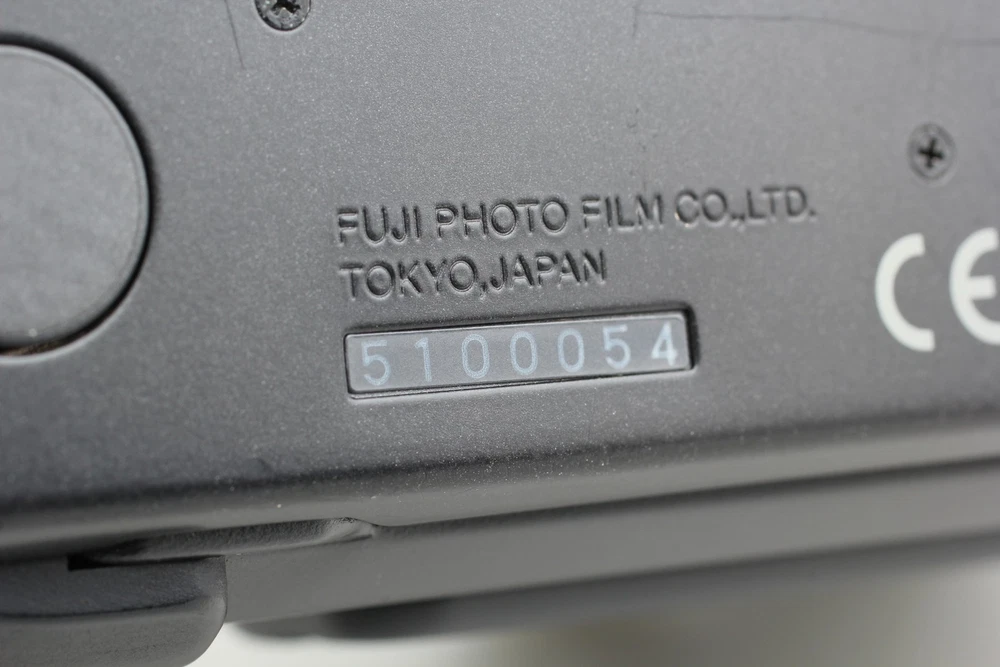 FUJI PHOTO FILM CO.,LTD.
TOKYO,JAPAN
5100054
CE